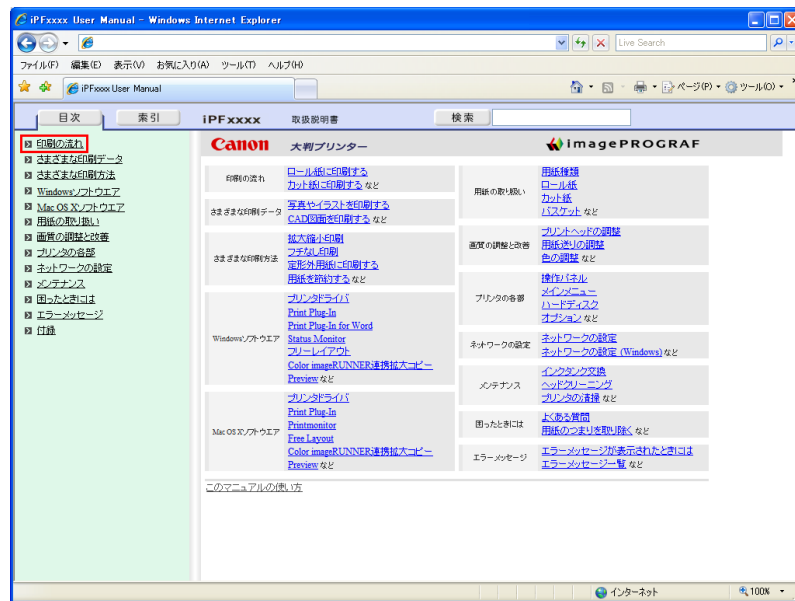 iPFxxxx User Manual - Windows Internet Explorer
Live Search
ファイル(F) 編集(E) 表示(V) お気に入り(A) ツール(T) ヘルプ(H)
iPFxxxx User Manual
ページ(P) ツール(O)
目次 索引 iPFxxxx 取扱説明書 検索
印刷の流れ
さまざまな印刷データ
さまざまな印刷方法
Windowsソフトウエア
Mac OS Xソフトウエア
用紙の取り扱い
画質の調整と改善
プリンタの各部
ネットワークの設定
メンテナンス
困ったときには
エラーメッセージ
付録
Canon 大判プリンター imagePROGRAF
印刷の流れ
ロール紙に印刷する
カット紙に印刷する など
さまざまな印刷データ
写真やイラストを印刷する
CAD図面を印刷する など
さまざまな印刷方法
拡大縮小印刷
フチなし印刷
定形外用紙に印刷する
用紙を節約する など
Windowsソフトウエア
プリンタドライバ
Print Plug-In
Print Plug-In for Word
Status Monitor
フリーレイアウト
Color imageRUNNER連携拡大コピー
Preview など
Mac OS Xソフトウエア
プリンタドライバ
Print Plug-In
Printmonitor
Free Layout
Color imageRUNNER連携拡大コピー
Preview など
用紙の取り扱い
用紙種類
ロール紙
カット紙
バスケット など
画質の調整と改善
プリントヘッドの調整
用紙送りの調整
色の調整 など
プリンタの各部
操作パネル
メインメニュー
ハードディスク
オプション など
ネットワークの設定
ネットワークの設定
ネットワークの設定 (Windows) など
メンテナンス
インクタンク交換
ヘッドクリーニング
プリンタの清掃 など
困ったときには
よくある質問
用紙のつまりを取り除く など
エラーメッセージ
エラーメッセージが表示されたときには
エラーメッセージ一覧 など
このマニュアルの使い方
インターネット 100%